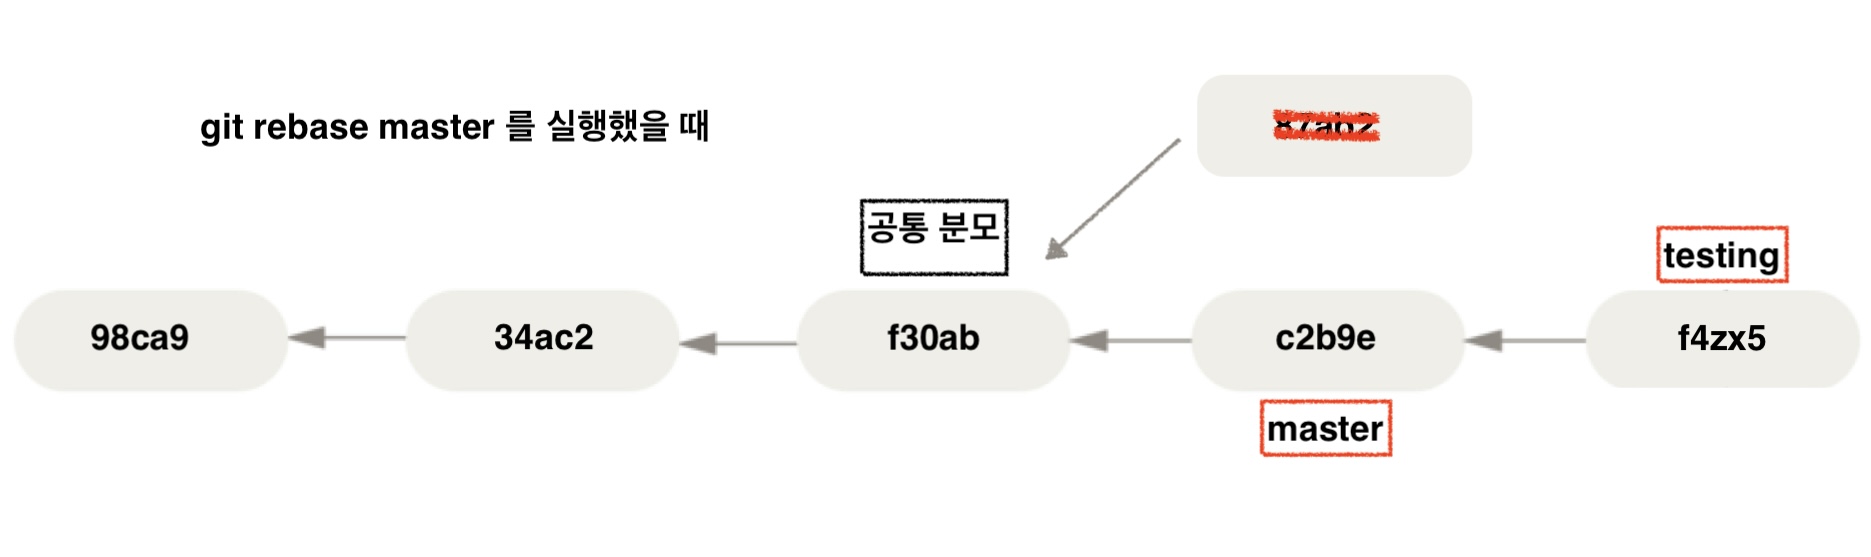 git rebase master 를 실행했을 때
87ab2
공통 분모
testing
98ca9
34ac2
f30ab
c2b9e
f4zx5
master